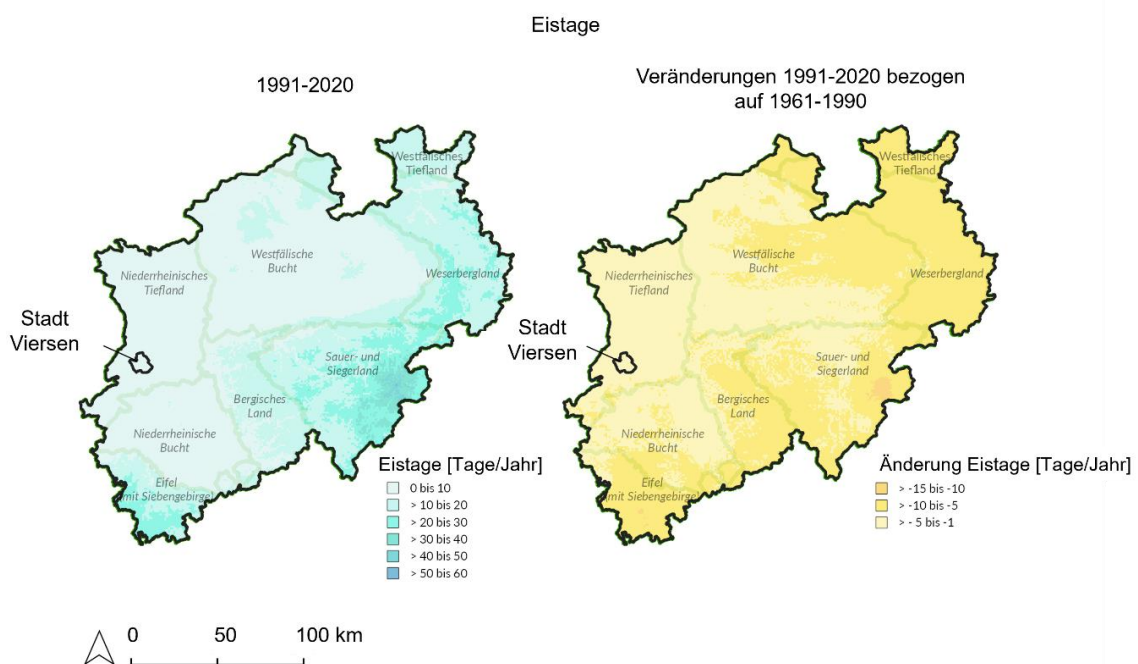 Eistage
1991-2020
Veränderungen 1991-2020 bezogen
auf 1961-1990
Westfälisches
Tiefland
Westfälische
Bucht
Niederrheinisches
Tiefland
Weserbergland
Stadt
Viersen
Sauer- und
Siegerland
Bergisches
Land
Niederrheinische
Bucht
Eifel
(mit Siebengebirge)
Eistage [Tage/Jahr]
0 bis 10
> 10 bis 20
> 20 bis 30
> 30 bis 40
> 40 bis 50
> 50 bis 60
Westfälisches
Tiefland
Westfälische
Bucht
Niederrheinisches
Tiefland
Weserbergland
Stadt
Viersen
Sauer- und
Siegerland
Bergisches
Land
Niederrheinische
Bucht
Eifel
(mit Siebengebirge)
Änderung Eistage [Tage/Jahr]
> -15 bis -10
> -10 bis -5
> - 5 bis -1
0 50 100 km